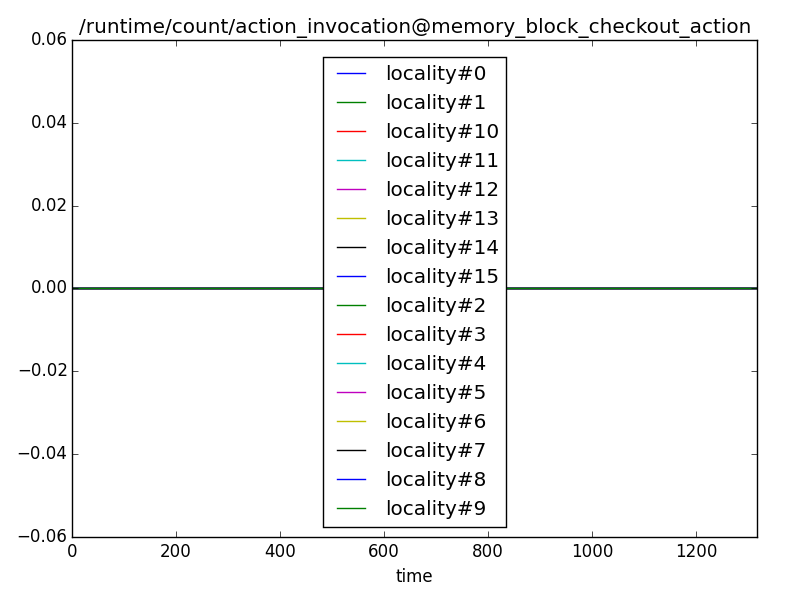 /runtime/count/action_invocation@memory_block_checkout_action
0.06
0.04
0.02
0.00
−0.02
−0.04
−0.06
locality#0
locality#1
locality#10
locality#11
locality#12
locality#13
locality#14
locality#15
locality#2
locality#3
locality#4
locality#5
locality#6
locality#7
locality#8
locality#9
0 200 400 600 800 1000 1200
time